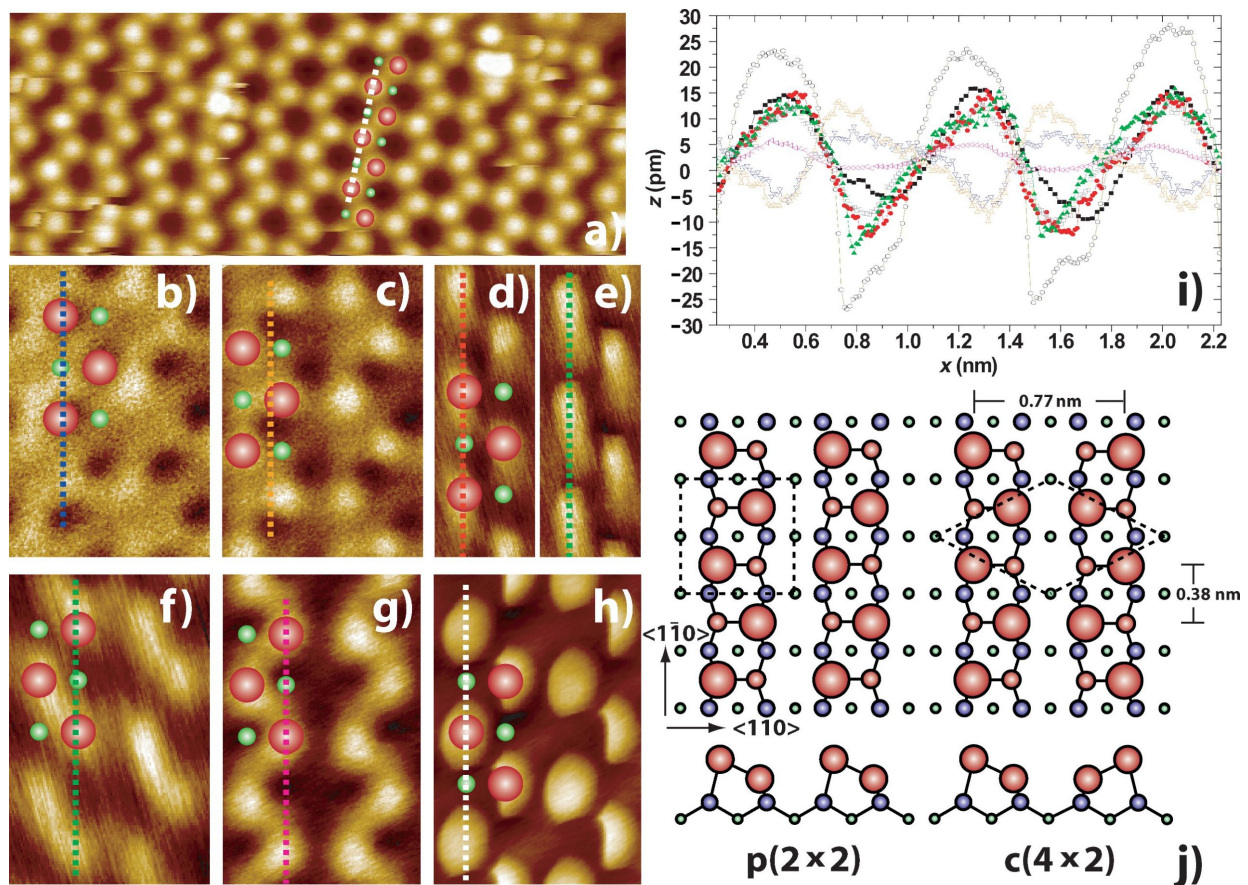 a)
b)
c)
d)
e)
f)
g)
h)
z (pm)
30
25
20
15
10
5
0
−5
−10
−15
−20
−25
−30
0.4 0.6 0.8 1.0 1.2 1.4 1.6 1.8 2.0 2.2
x (nm)
i)
0.77 nm
0.38 nm
<11̄0>
<110>
p(2 × 2)
c(4 × 2)
j)